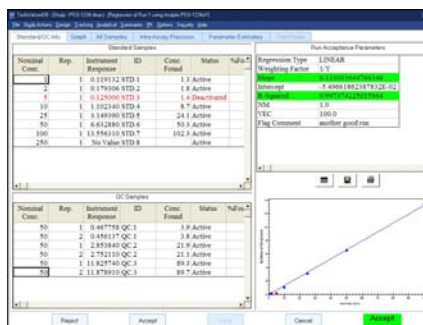 Standard/QC Info Graph All Samples Intra-Assay Precision Parameter Estimates
Standard Samples
Nominal Conc. Rep. Instrument Response ID Conc. Found Status
1 1 0.119132 STD.1 1.3 Active
2 1 0.179306 STD.2 1.8 Active
5 1 0.125000 STD.3 1.4 Deactivated
10 1 1.102340 STD.4 8.7 Active
25 1 3.149390 STD.5 24.1 Active
50 1 6.632880 STD.6 50.3 Active
100 1 13.556310 STD.7 102.3 Active
250 1 No Value STD.8 Active
QC Samples
Nominal Conc. Rep. Instrument Response ID Conc. Found Status
50 1 0.467758 QC.1 3.9 Active
50 2 0.456137 QC.1 3.8 Active
50 1 2.853840 QC.2 21.9 Active
50 2 2.752110 QC.2 21.1 Active
50 1 11.825740 QC.3 89.3 Active
50 2 11.878910 QC.3 89.7 Active
Run Acceptance Parameters
Regression Type LINEAR
Weighting Factor 1/Y
Slope
Intercept
R-Squared
NM 1.0
VEC 100.0
Flag Comment another good run
Reject Accept Cancel Accept